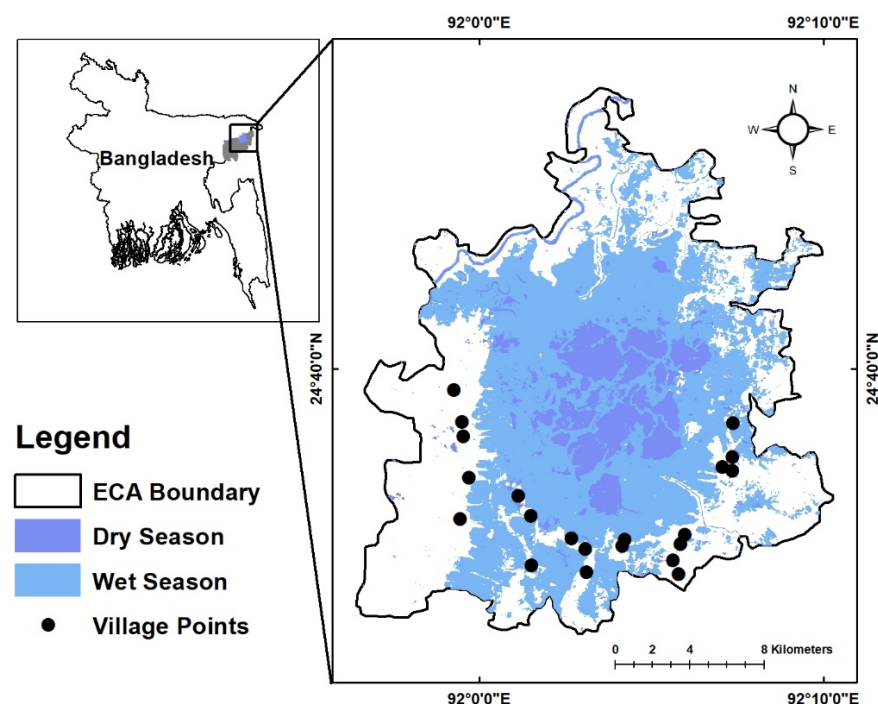 92°0'0"E
92°10'0"E
Bangladesh
N
W
E
S
24°40'0"N
24°40'0"N
Legend
ECA Boundary
Dry Season
Wet Season
Village Points
0 2 4 8 Kilometers
92°0'0"E
92°10'0"E